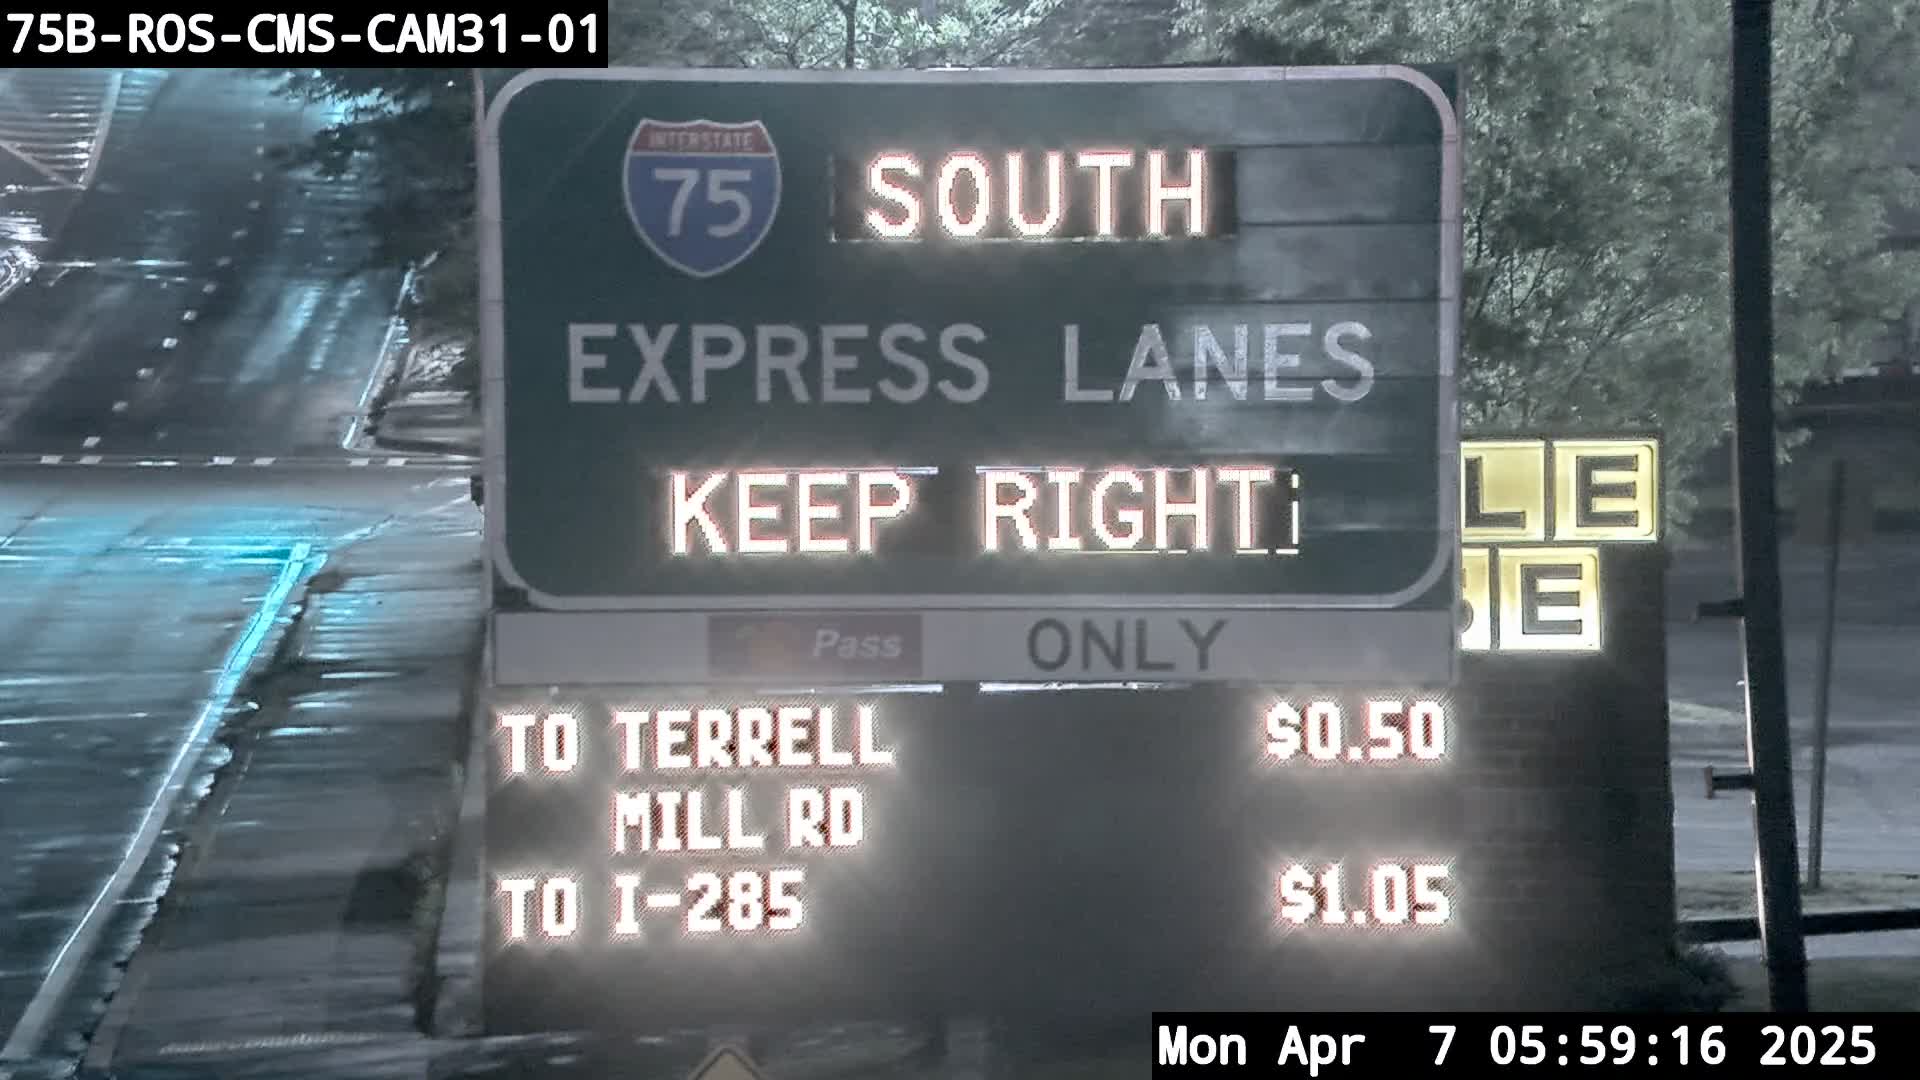 75B-ROS-CMS-CAM31-01
INTERSTATE
75
SOUTH
EXPRESS LANES
KEEP RIGHT
LE
E
Pass ONLY
TO TERRELL $0.50
MILL RD
TO I-285 $1.05
Mon Apr 7 05:59:16 2025